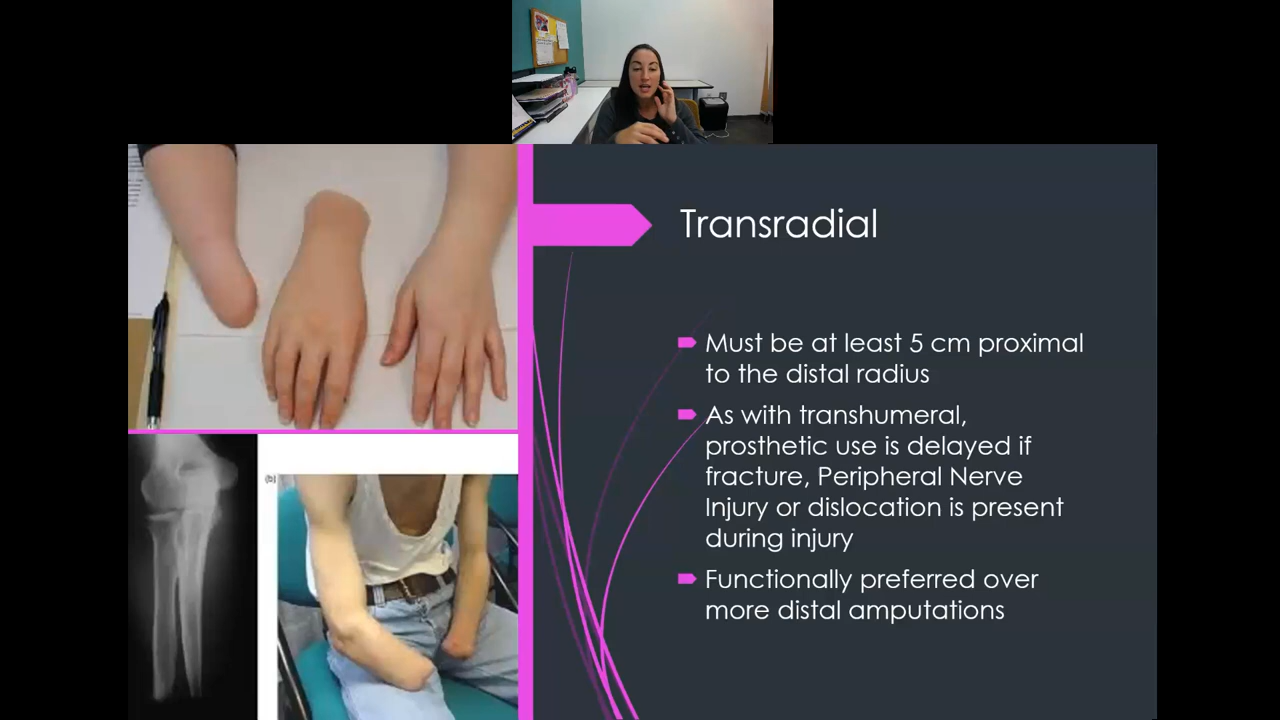 Transradial
Must be at least 5 cm proximal
to the distal radius
As with transhumeral,
prosthetic use is delayed if
fracture, Peripheral Nerve
Injury or dislocation is present
during injury
Functionally preferred over
more distal amputations
(b)